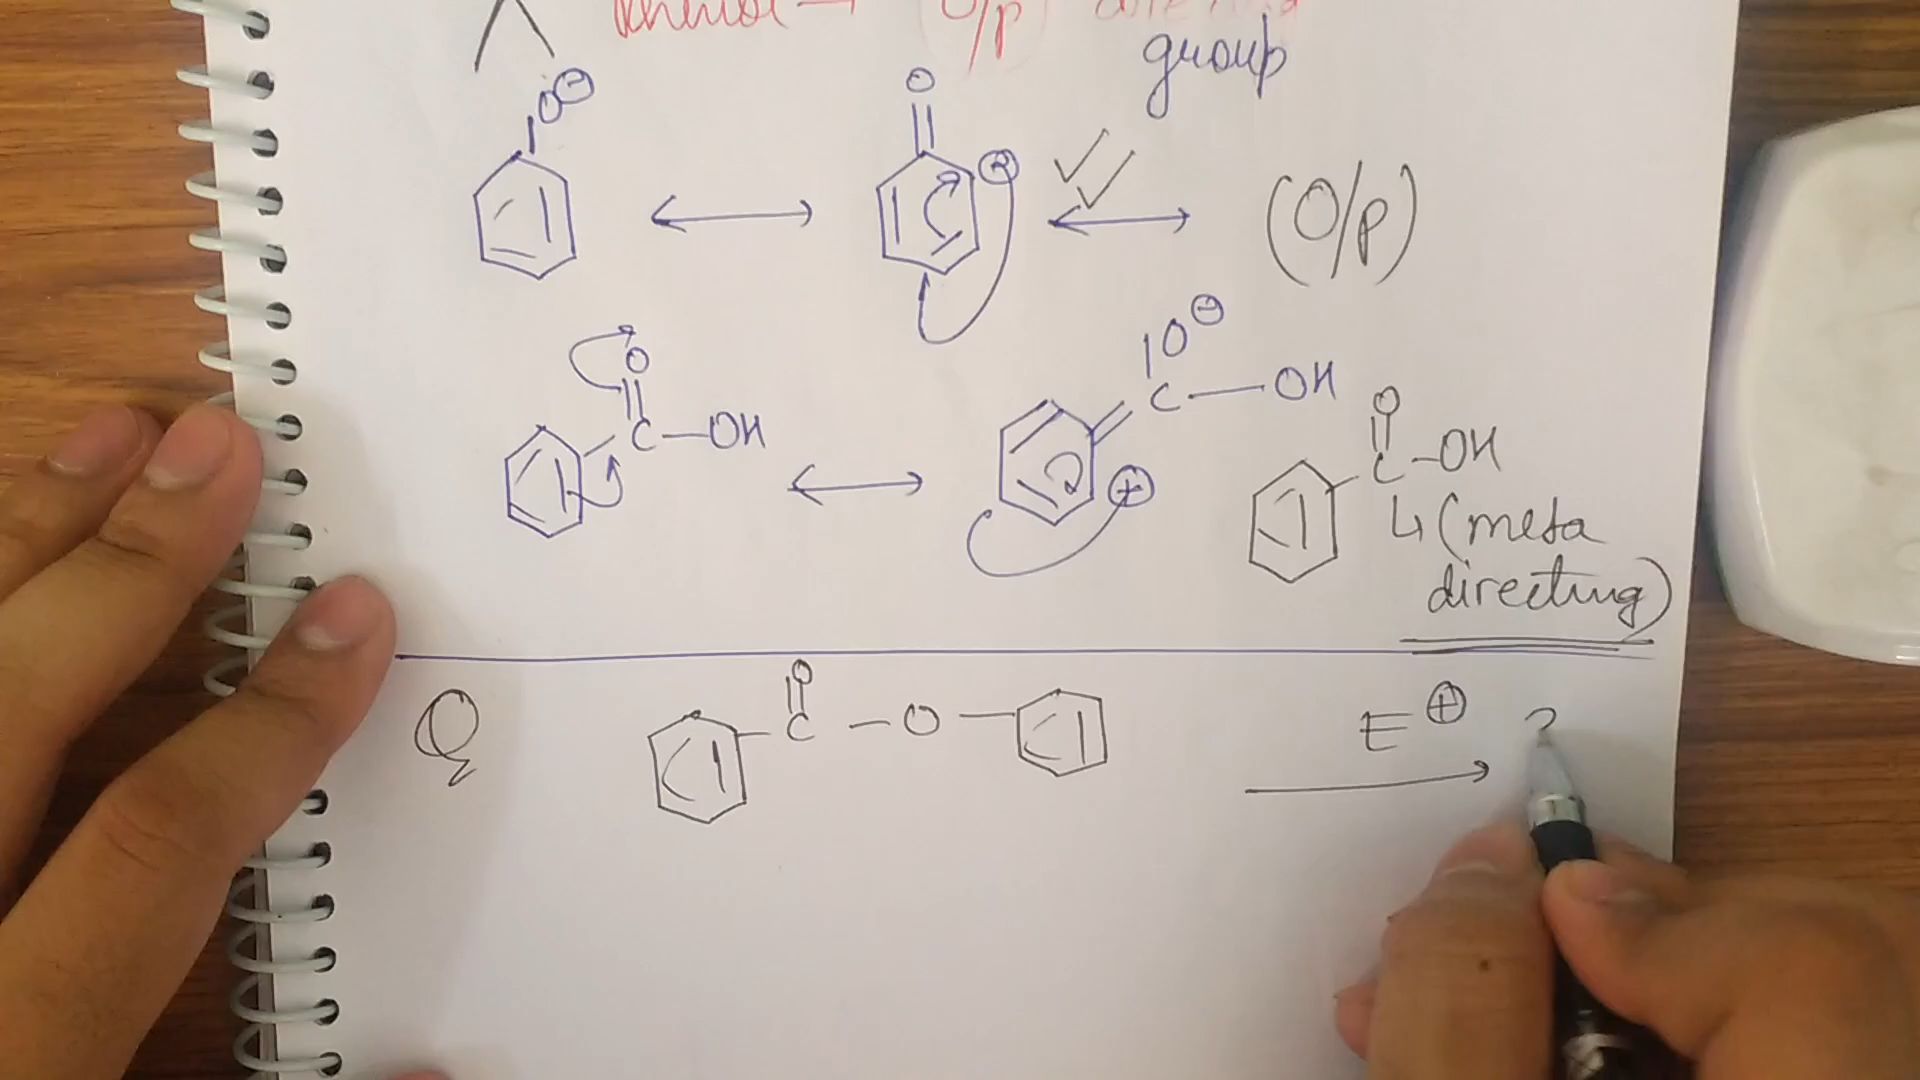 O/p
group
O⊖
O
⊕
(O/p)
O
C—OH
O⊖
C—OH
⊕
O
C-OH
↳(meta
directing)
Q
O
C-O-
E⊕
?